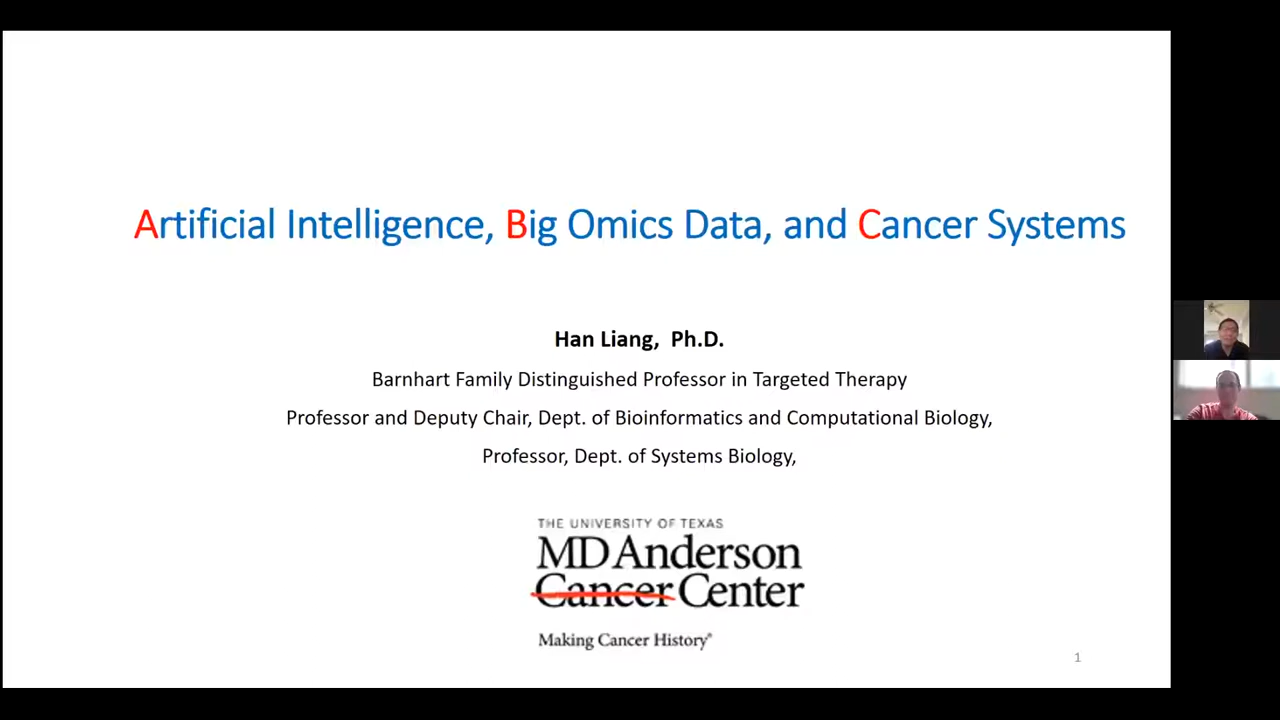 Artificial Intelligence, Big Omics Data, and Cancer Systems
Han Liang, Ph.D.
Barnhart Family Distinguished Professor in Targeted Therapy
Professor and Deputy Chair, Dept. of Bioinformatics and Computational Biology,
Professor, Dept. of Systems Biology,
THE UNIVERSITY OF TEXAS
MD Anderson
Cancer Center
Making Cancer History®
1